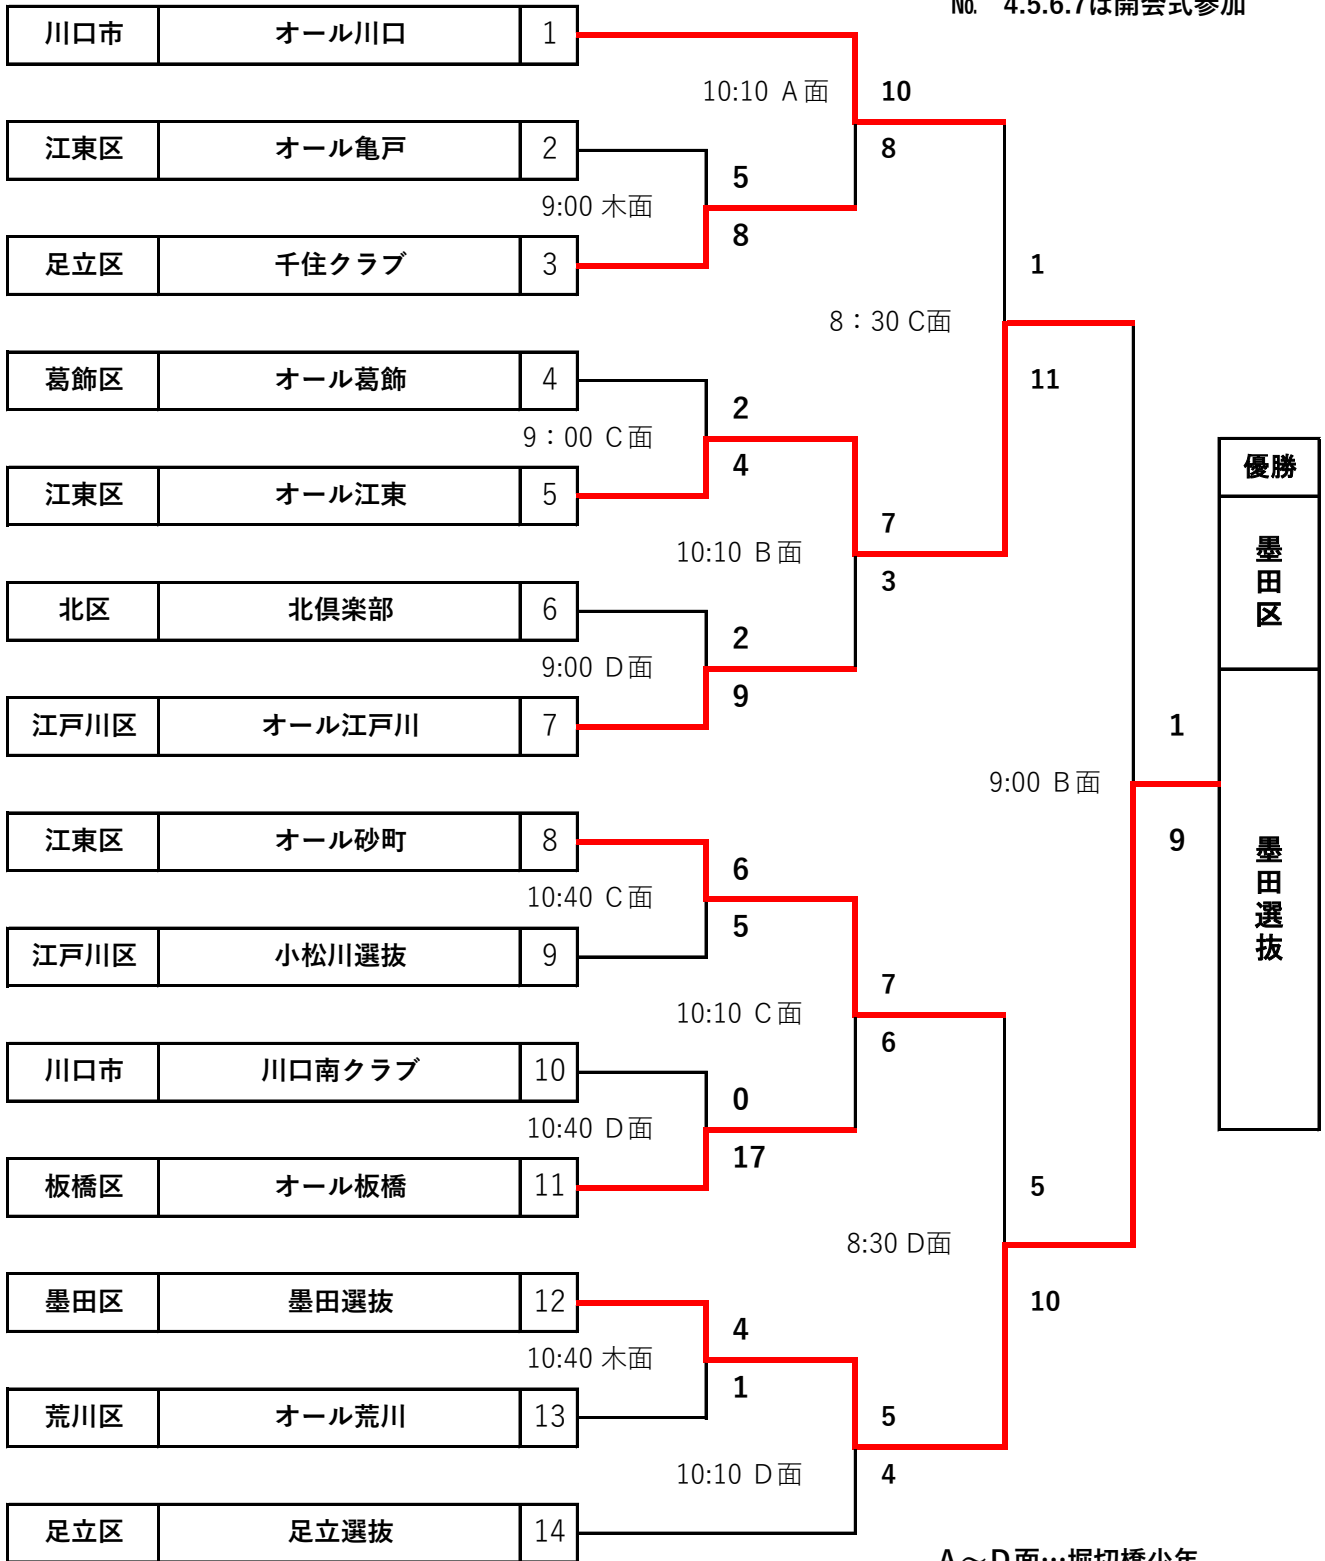 № 4.5.6.7は開会式参加
川口市 オール川口 1
10:10 A面 10
江東区 オール亀戸 2
8
5
9:00 木面
8
足立区 千住クラブ 3
1
8：30 C面
葛飾区 オール葛飾 4
11
2
9：00 C面
4
優勝
江東区 オール江東 5
7
10:10 B面
墨田区
3
北区 北倶楽部 6
2
9:00 D面
9
江戸川区 オール江戸川 7
1
9:00 B面
江東区 オール砂町 8
9
墨田選抜
6
10:40 C面
5
江戸川区 小松川選抜 9
7
10:10 C面
6
川口市 川口南クラブ 10
0
10:40 D面
17
板橋区 オール板橋 11
5
8:30 D面
墨田区 墨田選抜 12
10
4
10:40 木面
1
荒川区 オール荒川 13
5
10:10 D面 4
足立区 足立選抜 14
A～D面…堀切橋少年